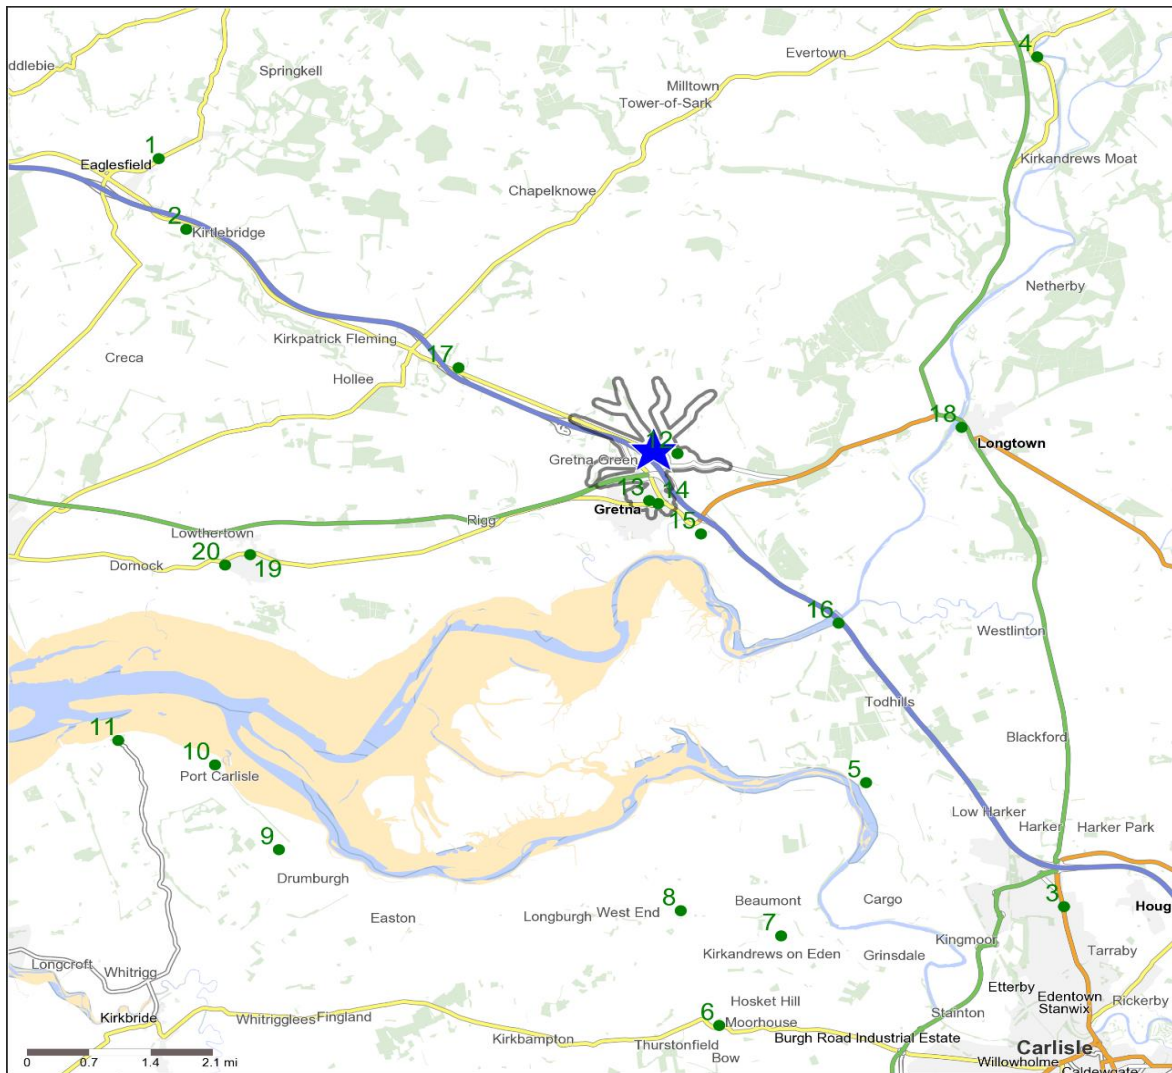 4
Evertown
ddlebie
Springkell
Milltown
Tower-of-Sark
1
Eaglesfield
Kirkandrews Moat
Chapelknowe
2
Kirtlebridge
Netherby
Kirkpatrick Fleming
17
Creca
Hollee
18
Longtown
12
Gretna Green
13
14
Gretna
15
Rigg
Lowthertown
20
19
Dornock
16
Westlinton
Todhills
11
10
Port Carlisle
Blackford
5
Low Harker
Harker
Harker Park
9
Drumburgh
8
Beaumont
Cargo
3
Houg
Easton
Longburgh
West End
7
Kirkandrews on Eden
Kingmoor
Grinsdale
Tarraby
Longcroft
Whitrigg
Etterby
Edentown
Stanwix
Rickerby
Hosket Hill
6
Moorhouse
Stainton
Kirkbride
Whitrigglees
Fingland
Kirkbampton
Thurstonfield
Burgh Road Industrial Estate
Bow
Carlisle
Willowholme
Caldewgate
0
0.7
1.4
2.1 mi